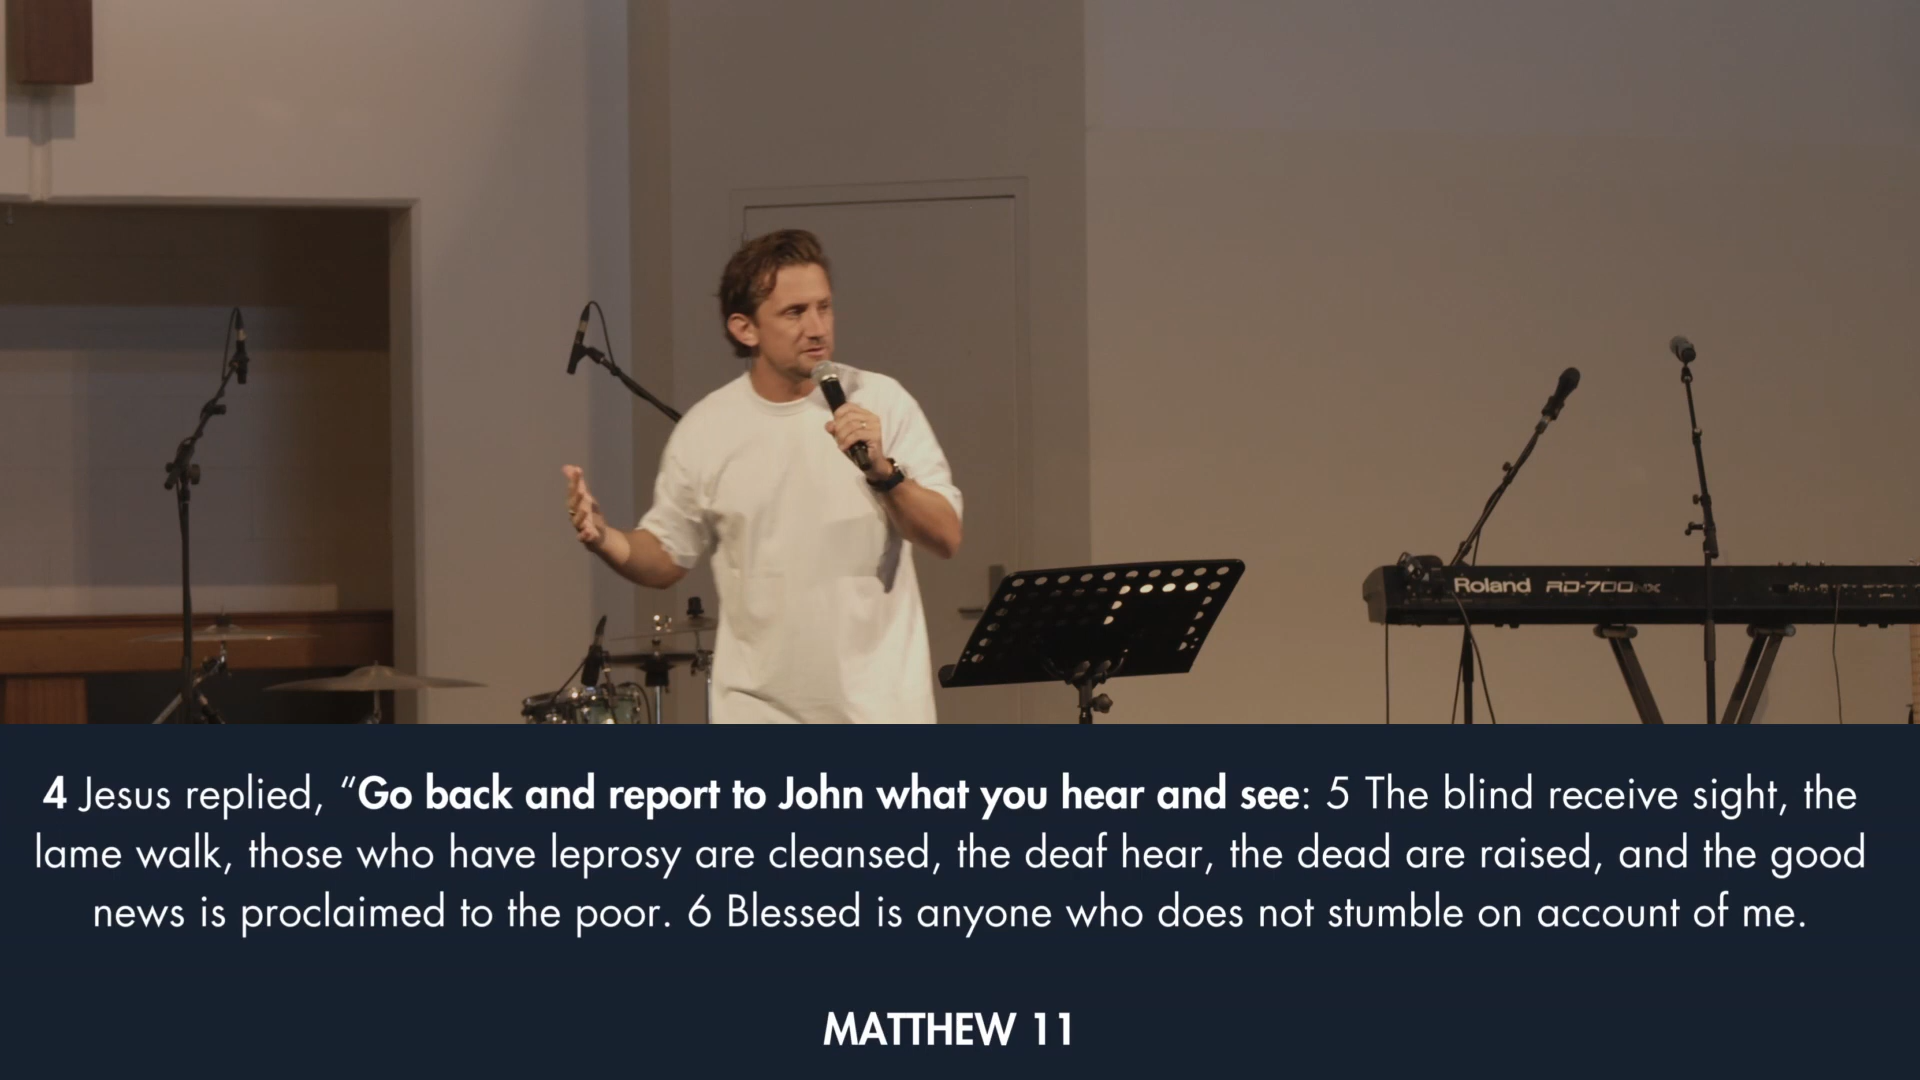 Roland RD-700NX
4 Jesus replied, “Go back and report to John what you hear and see: 5 The blind receive sight, the
lame walk, those who have leprosy are cleansed, the deaf hear, the dead are raised, and the good
news is proclaimed to the poor. 6 Blessed is anyone who does not stumble on account of me.
MATTHEW 11